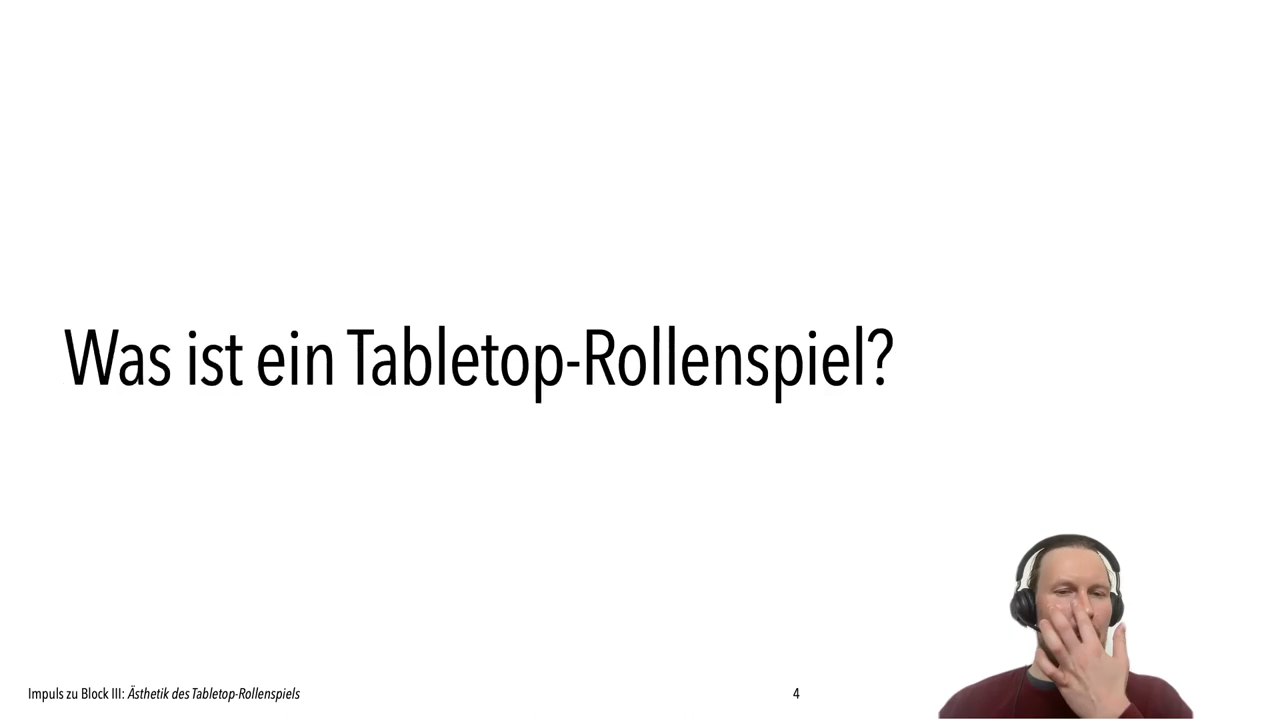 Was ist ein Tabletop-Rollenspiel?
Impuls zu Block III: Ästhetik des Tabletop-Rollenspiels
4